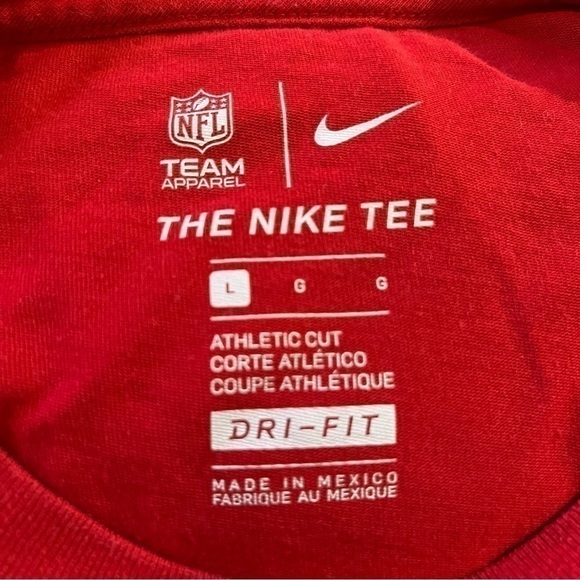 NFL
TEAM
APPAREL
THE NIKE TEE
L G G
ATHLETIC CUT
CORTE ATLÉTICO
COUPE ATHLÉTIQUE
DRI-FIT
MADE IN MEXICO
FABRIQUE AU MEXIQUE